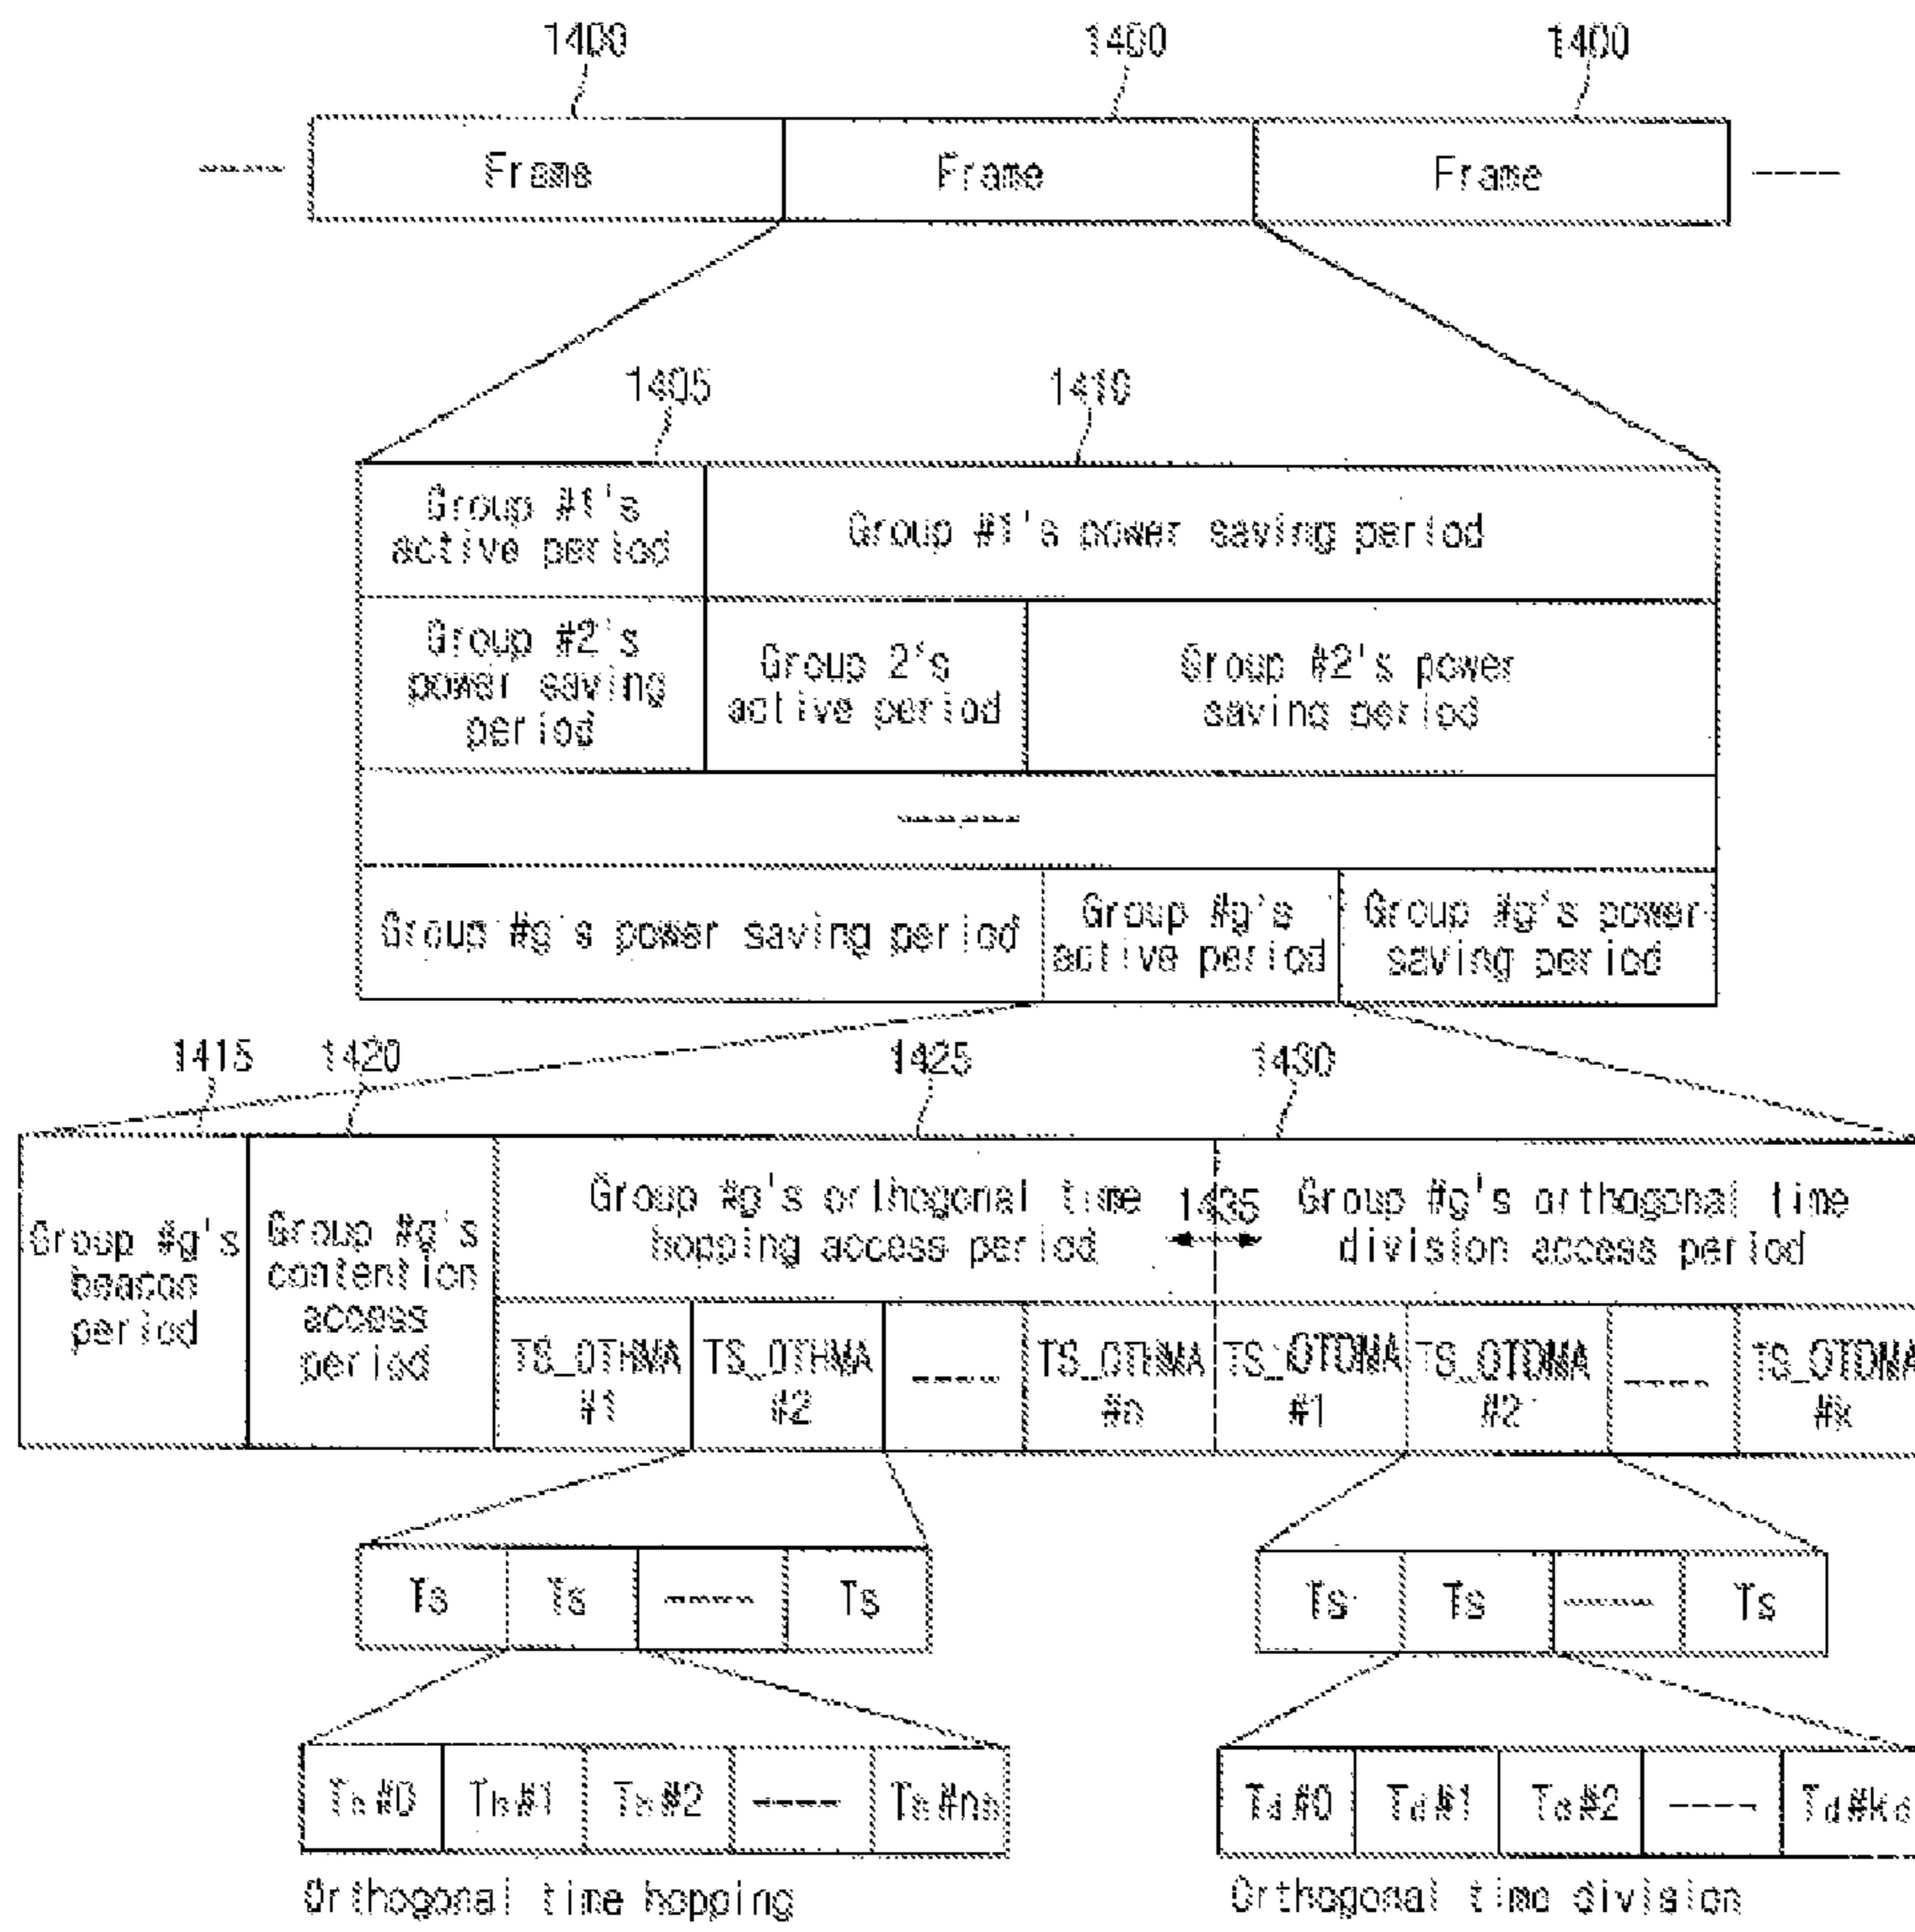 1400 1400 1400
Frame Frame Frame
1405 1410
Group #1's
active period
Group #1's power saving period
Group #2's
power saving
period
Group 2's
active period
Group #2's power
saving period
Group #g's power saving period
Group #g's
active period
Group #g's power
saving period
1415 1420 1425 1430
Group #g's
beacon
period
Group #g's
contention
access
period
Group #g's orthogonal time
hopping access period
1435
Group #g's orthogonal time
division access period
TS_OTHMA
#1
TS_OTHMA
#2
TS_OTHMA
#n
TS_OTDMA
#1
TS_OTDMA
#2
TS_OTDMA
#k
Ts Ts Ts
Ts Ts Ts
Th#0 Th#1 Th#2 Th#nh
Td#0 Td#1 Td#2 Td#kd
Orthogonal time hopping
Orthogonal time division